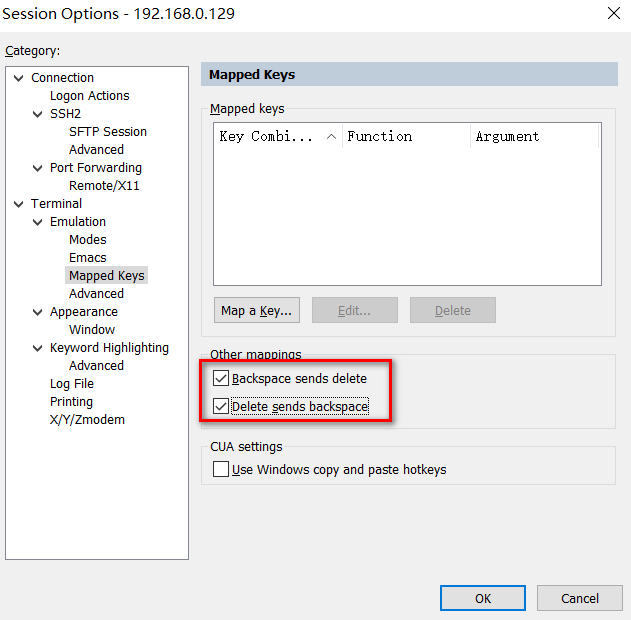 Session Options - 192.168.0.129
Category:
Connection
Logon Actions
SSH2
SFTP Session
Advanced
Port Forwarding
Remote/X11
Terminal
Emulation
Modes
Emacs
Mapped Keys
Advanced
Appearance
Window
Keyword Highlighting
Advanced
Log File
Printing
X/Y/Zmodem
Mapped Keys
Mapped keys
Key Combi... Function Argument
Map a Key... Edit... Delete
Other mappings
Backspace sends delete
Delete sends backspace
CUA settings
Use Windows copy and paste hotkeys
OK Cancel